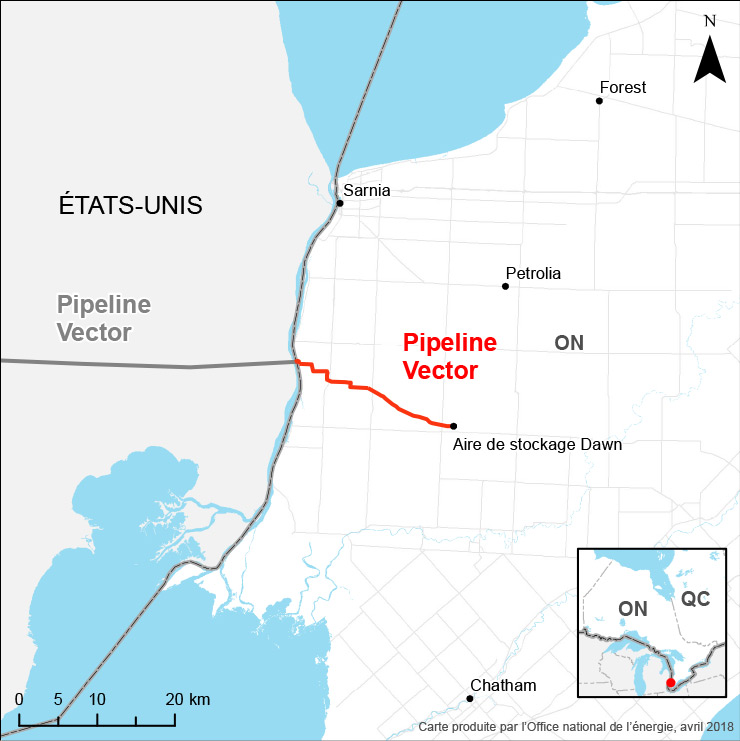 N
Forest
Sarnia
ÉTATS-UNIS
Petrolia
Pipeline
Vector
Pipeline
Vector
ON
Aire de stockage Dawn
ON
QC
Chatham
0 5 10 20 km
Carte produite par l'Office national de l'énergie, avril 2018